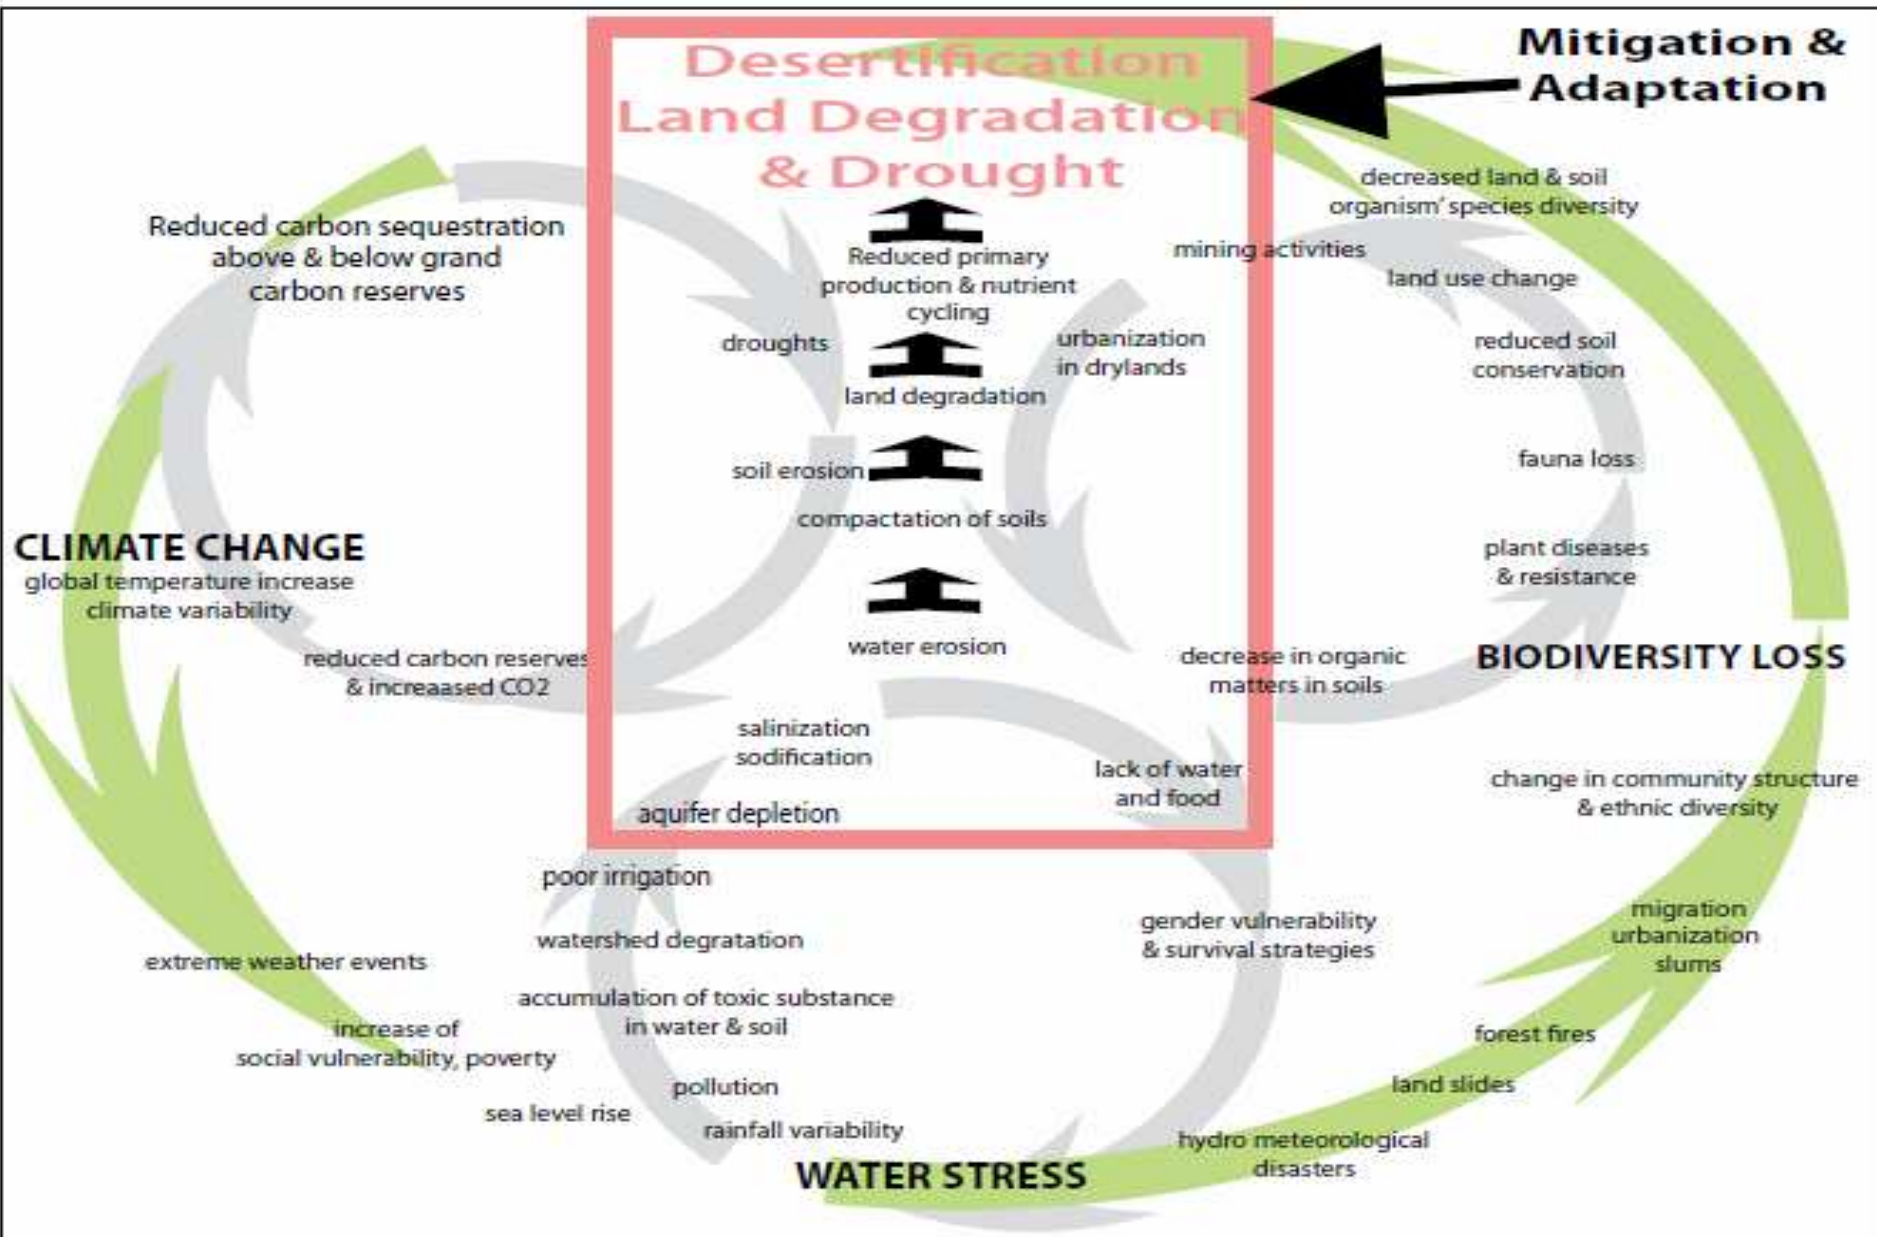 Desertification
Land Degradation
& Drought
Mitigation &
Adaptation
decreased land & soil
organism' species diversity
Reduced carbon sequestration
above & below grand
carbon reserves
Reduced primary
production & nutrient
cycling
mining activities
land use change
droughts
urbanization
in drylands
reduced soil
conservation
land degradation
soil erosion
fauna loss
compactation of soils
CLIMATE CHANGE
global temperature increase
climate variability
plant diseases
& resistance
water erosion
reduced carbon reserves
& increaased CO2
decrease in organic
matters in soils
BIODIVERSITY LOSS
salinization
sodification
lack of water
and food
change in community structure
& ethnic diversity
aquifer depletion
poor irrigation
watershed degratation
gender vulnerability
& survival strategies
migration
urbanization
slums
extreme weather events
accumulation of toxic substance
in water & soil
increase of
social vulnerability, poverty
forest fires
pollution
land slides
sea level rise
rainfall variability
hydro meteorological
disasters
WATER STRESS